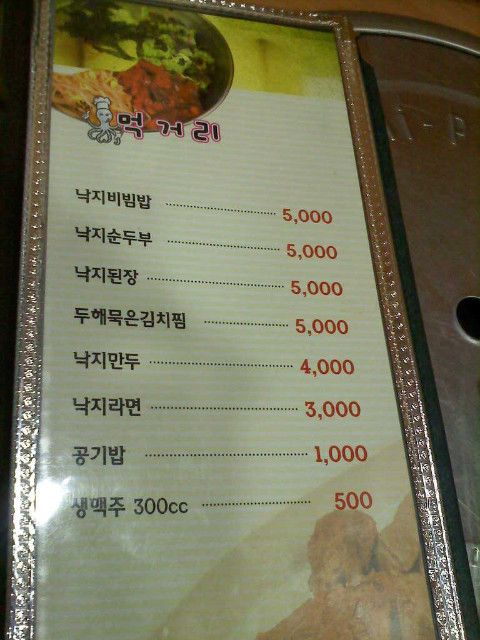 먹거리
낙지비빔밥 5,000
낙지순두부 5,000
낙지된장 5,000
두해묵은김치찜 5,000
낙지만두 4,000
낙지라면 3,000
공기밥 1,000
생맥주 300cc 500